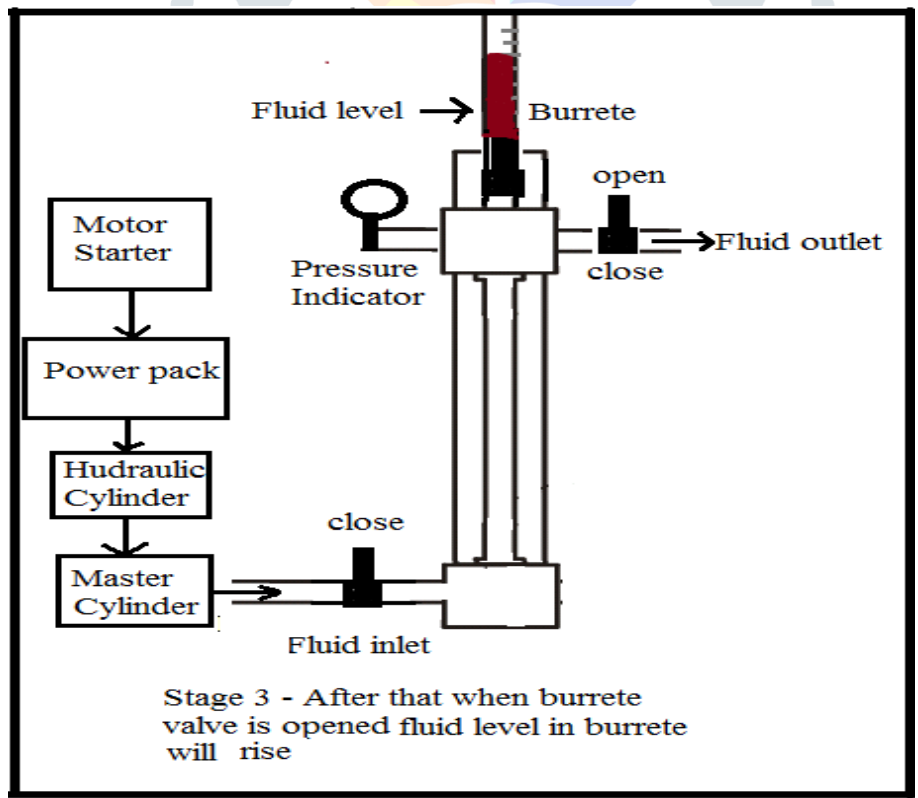 Fluid level
Burrete
open
Motor
Starter
Fluid outlet
Pressure
Indicator
close
Power pack
Hudraulic
Cylinder
close
Master
Cylinder
Fluid inlet
Stage 3 - After that when burrete
valve is opened fluid level in burrete
will rise